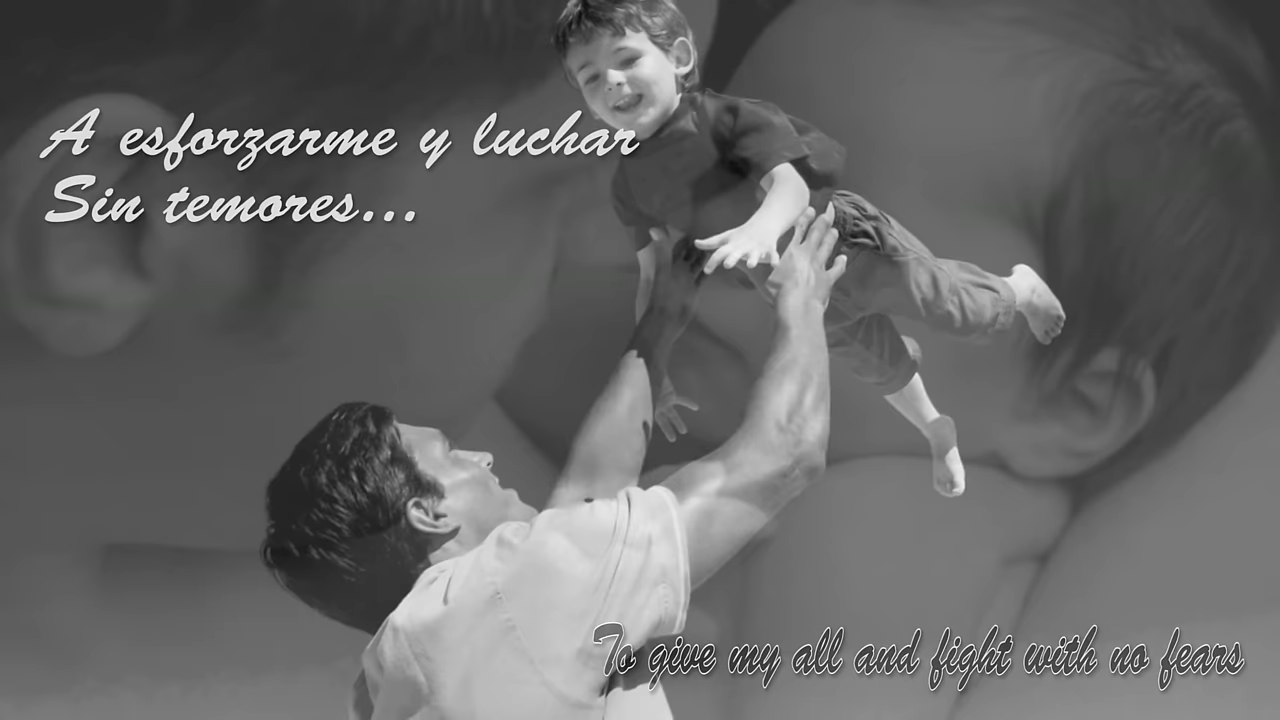 A esforzarme y luchar
Sin temores...
To give my all and fight with no fears